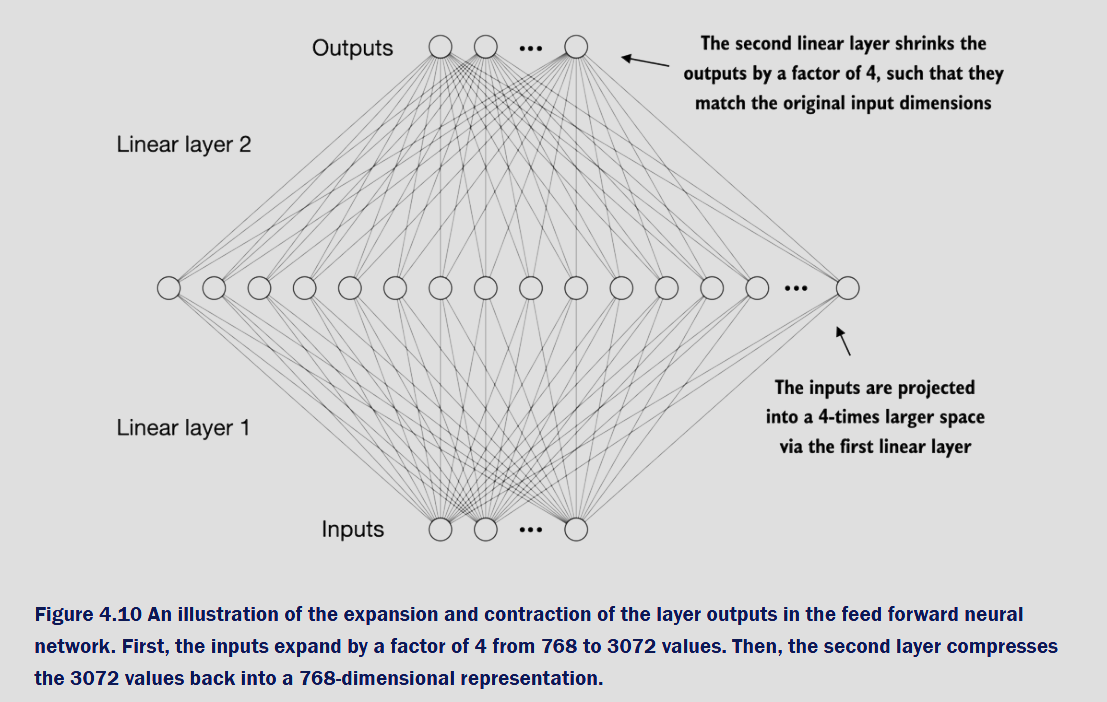 Outputs
The second linear layer shrinks the
outputs by a factor of 4, such that they
match the original input dimensions
Linear layer 2
The inputs are projected
into a 4-times larger space
via the first linear layer
Linear layer 1
Inputs
Figure 4.10 An illustration of the expansion and contraction of the layer outputs in the feed forward neural
network. First, the inputs expand by a factor of 4 from 768 to 3072 values. Then, the second layer compresses
the 3072 values back into a 768-dimensional representation.